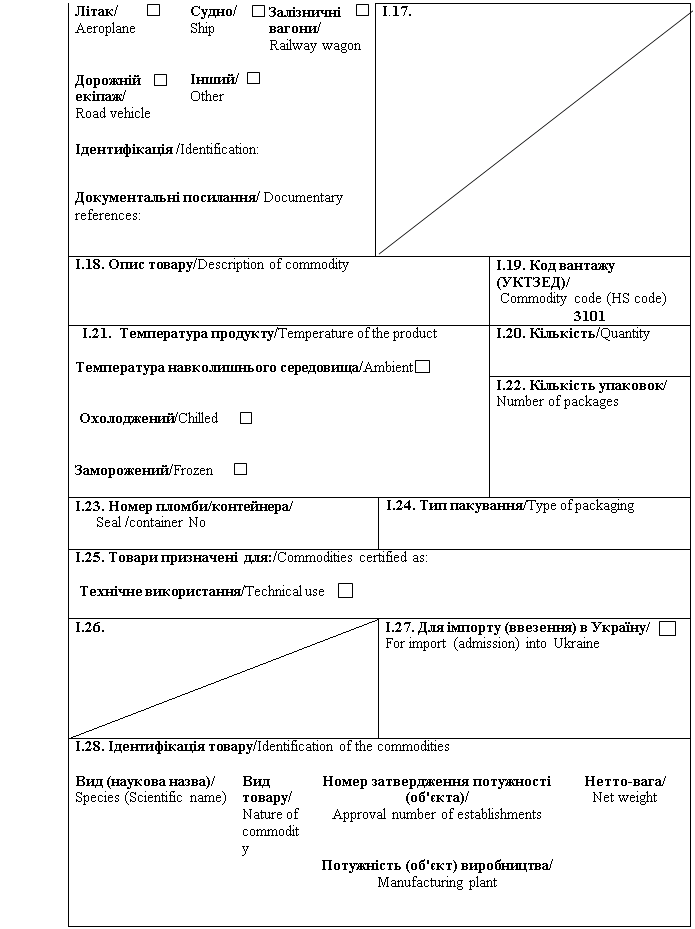 Літак/
Aeroplane
Судно/
Ship
Залізничні
вагони/
Railway wagon
I.17.
Дорожній
екіпаж/
Road vehicle
Інший/
Other
Ідентифікація /Identification:
Документальні посилання/ Documentary
references:
I.18. Опис товару/Description of commodity
I.19. Код вантажу
(УКТЗЕД)/
Commodity code (HS code)
3101
I.21. Температура продукту/Temperature of the product
I.20. Кількість/Quantity
Температура навколишнього середовища/Ambient
I.22. Кількість упаковок/
Number of packages
Охолоджений/Chilled
Заморожений/Frozen
I.23. Номер пломби/контейнера/
Seal /container No
I.24. Тип пакування/Type of packaging
I.25. Товари призначені для:/Commodities certified as:
Технічне використання/Technical use
I.26.
I.27. Для імпорту (ввезення) в Україну/
For import (admission) into Ukraine
I.28. Ідентифікація товару/Identification of the commodities
Вид (наукова назва)/
Species (Scientific name)
Вид
товару/
Nature of
commodit
y
Номер затвердження потужності
(об'єкта)/
Approval number of establishments
Нетто-вага/
Net weight
Потужність (об'єкт) виробництва/
Manufacturing plant